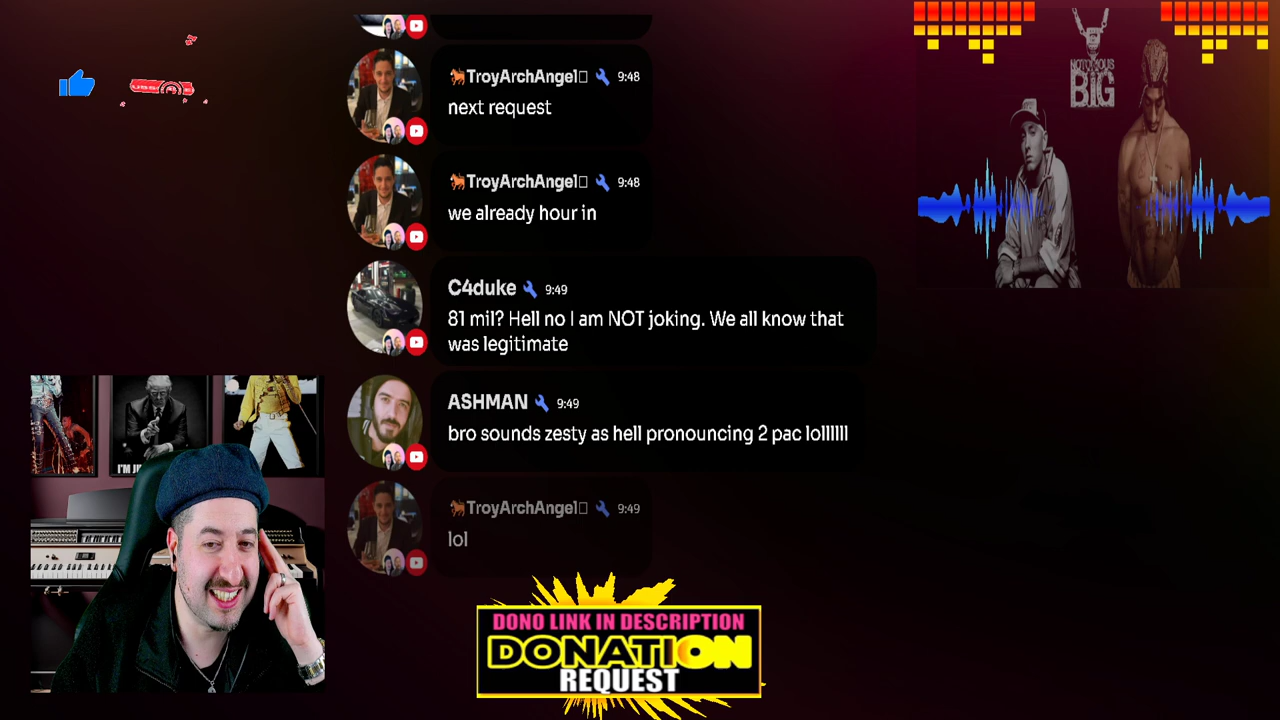 TroyArchAngel 9:48
next request
TroyArchAngel 9:48
we already hour in
C4duke 9:49
81 mil? Hell no I am NOT joking. We all know that
was legitimate
ASHMAN 9:49
bro sounds zesty as hell pronouncing 2 pac lollllll
TroyArchAngel 9:49
lol
NOTORIOUS
BIG
DONO LINK IN DESCRIPTION
DONATION
REQUEST